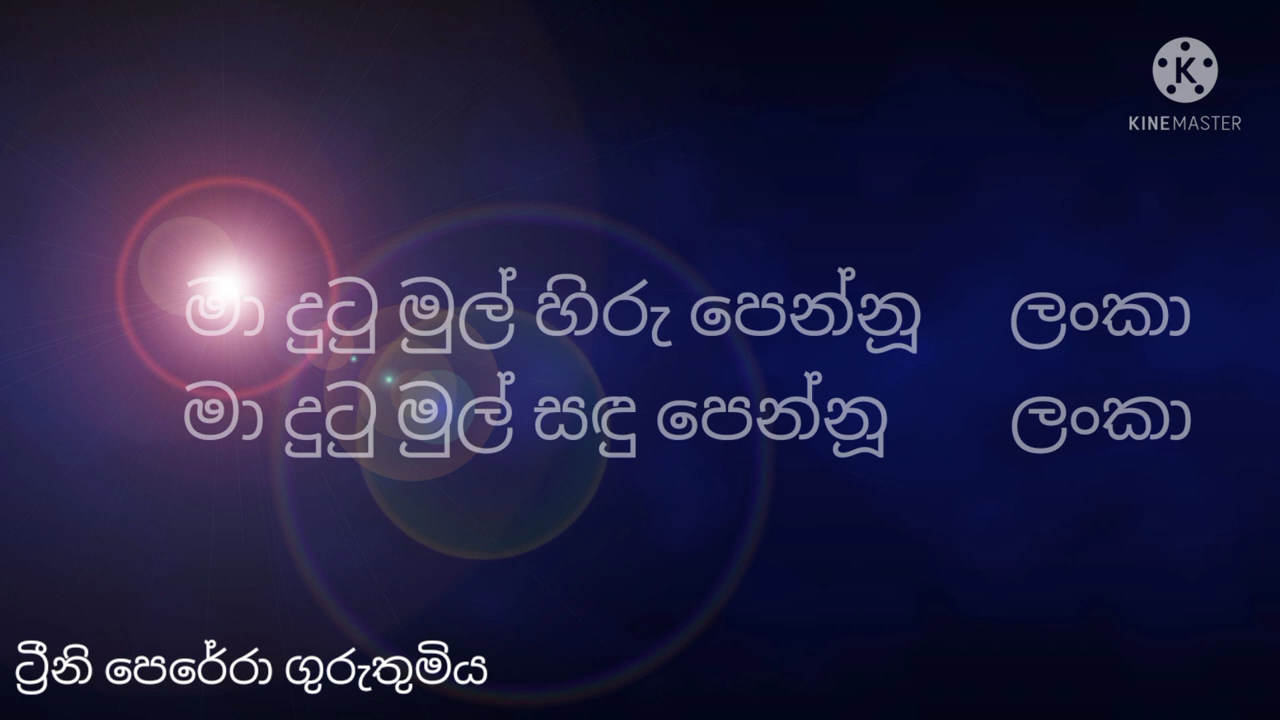 KINEMASTER
මා දුටු මුල් හිරු පෙන්නූ ලංකා
මා දුටු මුල් සඳු පෙන්නූ ලංකා
ට්‍රීනි පෙරේරා ගුරුතුමිය